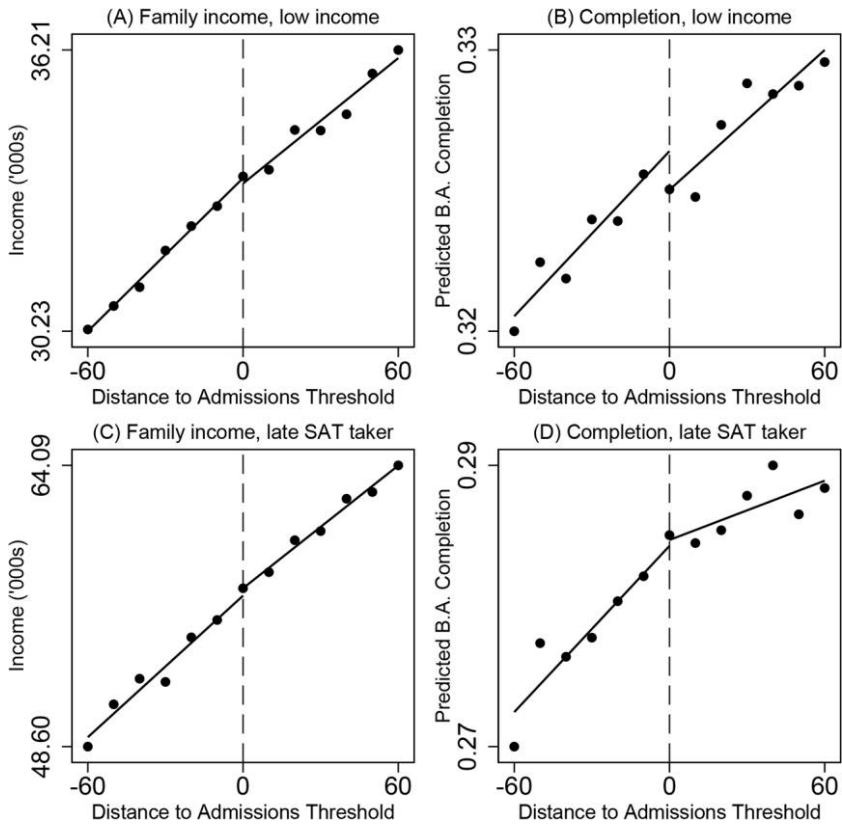 (A) Family income, low income
36.21
Income ('000s)
30.23
-60 0 60
Distance to Admissions Threshold
(B) Completion, low income
0.33
Predicted B.A. Completion
0.32
-60 0 60
Distance to Admissions Threshold
(C) Family income, late SAT taker
64.09
Income ('000s)
48.60
-60 0 60
Distance to Admissions Threshold
(D) Completion, late SAT taker
0.29
Predicted B.A. Completion
0.27
-60 0 60
Distance to Admissions Threshold